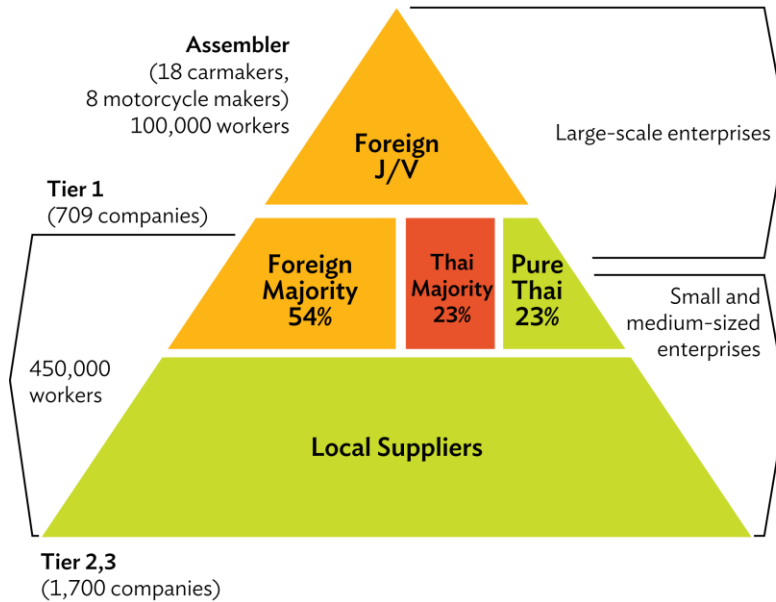 Assembler
(18 carmakers,
8 motorcycle makers)
100,000 workers
Foreign
J/V
Large-scale enterprises
Tier 1
(709 companies)
Foreign
Majority
54%
Thai
Majority
23%
Pure
Thai
23%
Small and
medium-sized
enterprises
450,000
workers
Local Suppliers
Tier 2,3
(1,700 companies)